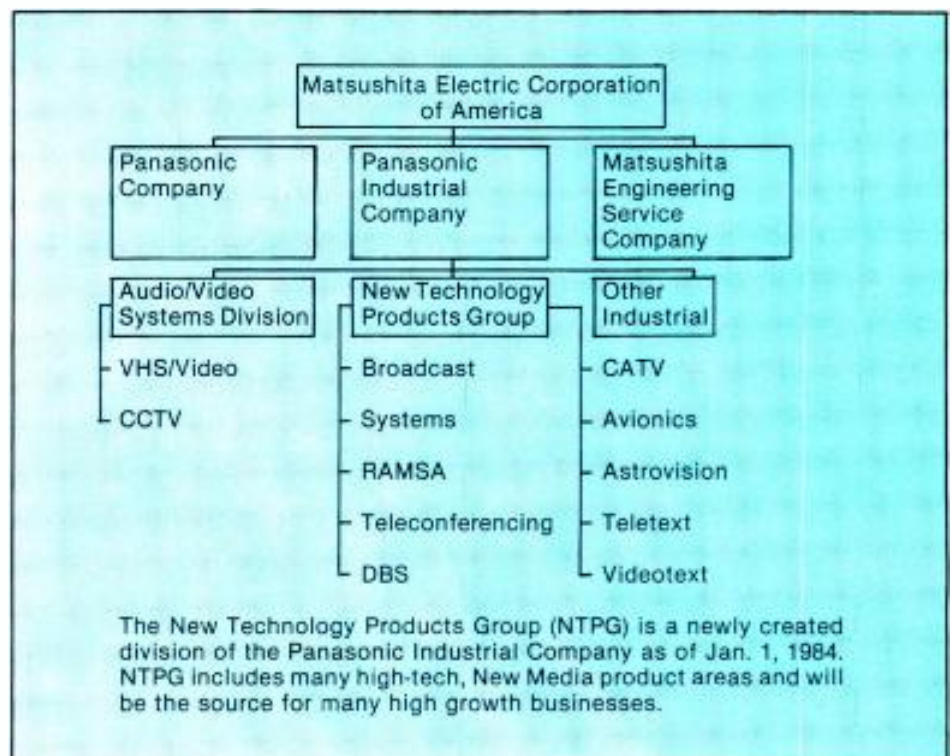 Matsushita Electric Corporation
of America
Panasonic
Company
Panasonic
Industrial
Company
Matsushita
Engineering
Service
Company
Audio/Video
Systems Division
New Technology
Products Group
Other
Industrial
VHS/Video
CCTV
Broadcast
Systems
RAMSA
Teleconferencing
DBS
CATV
Avionics
Astrovision
Teletext
Videotext
The New Technology Products Group (NTPG) is a newly created
division of the Panasonic Industrial Company as of Jan. 1, 1984.
NTPG includes many high-tech, New Media product areas and will
be the source for many high growth businesses.